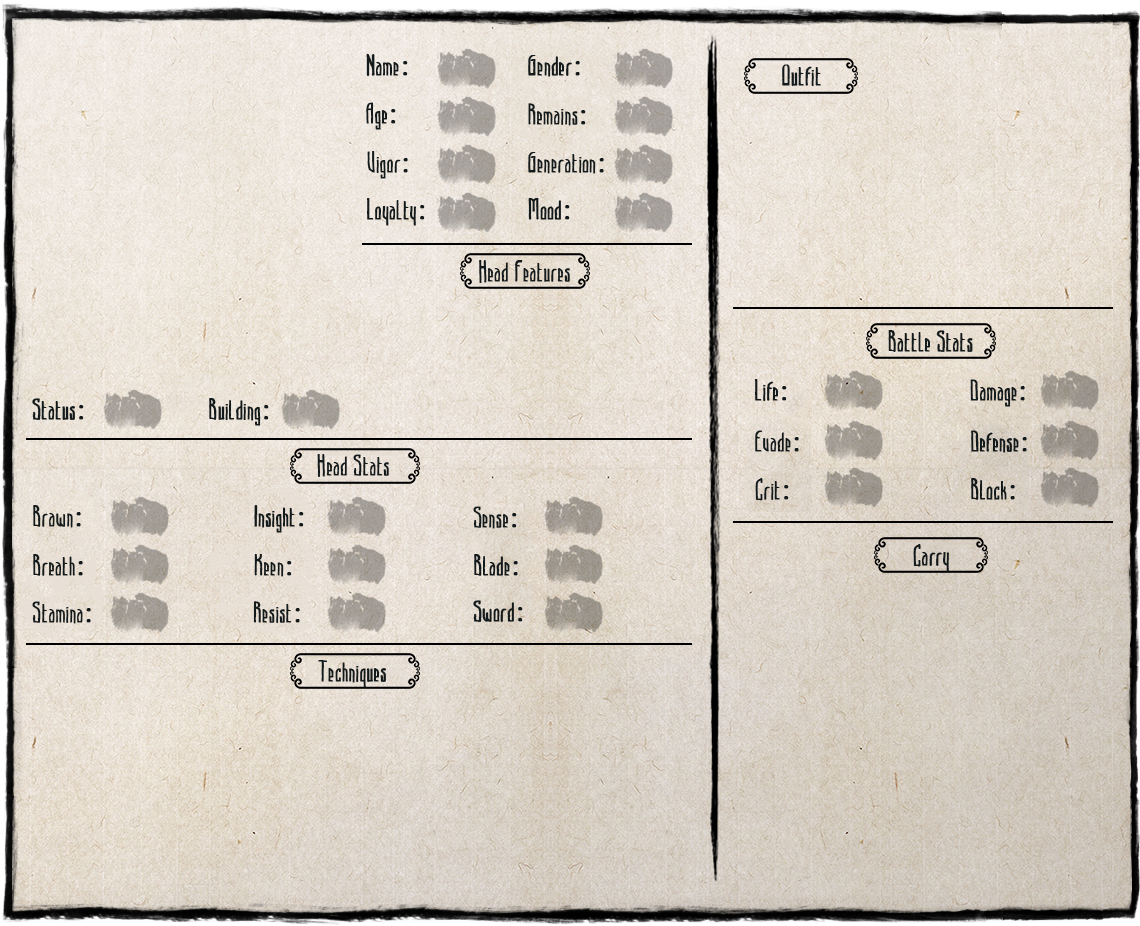 Name: Gender:
Age: Remains:
Vigor: Generation:
Loyalty: Mood:
Head Features
Status: Building:
Head Stats
Brawn: Insight: Sense:
Breath: Keen: Blade:
Stamina: Resist: Sword:
Techniques
Outfit
Battle Stats
Life: Damage:
Evade: Defense:
Crit: Block:
Carry